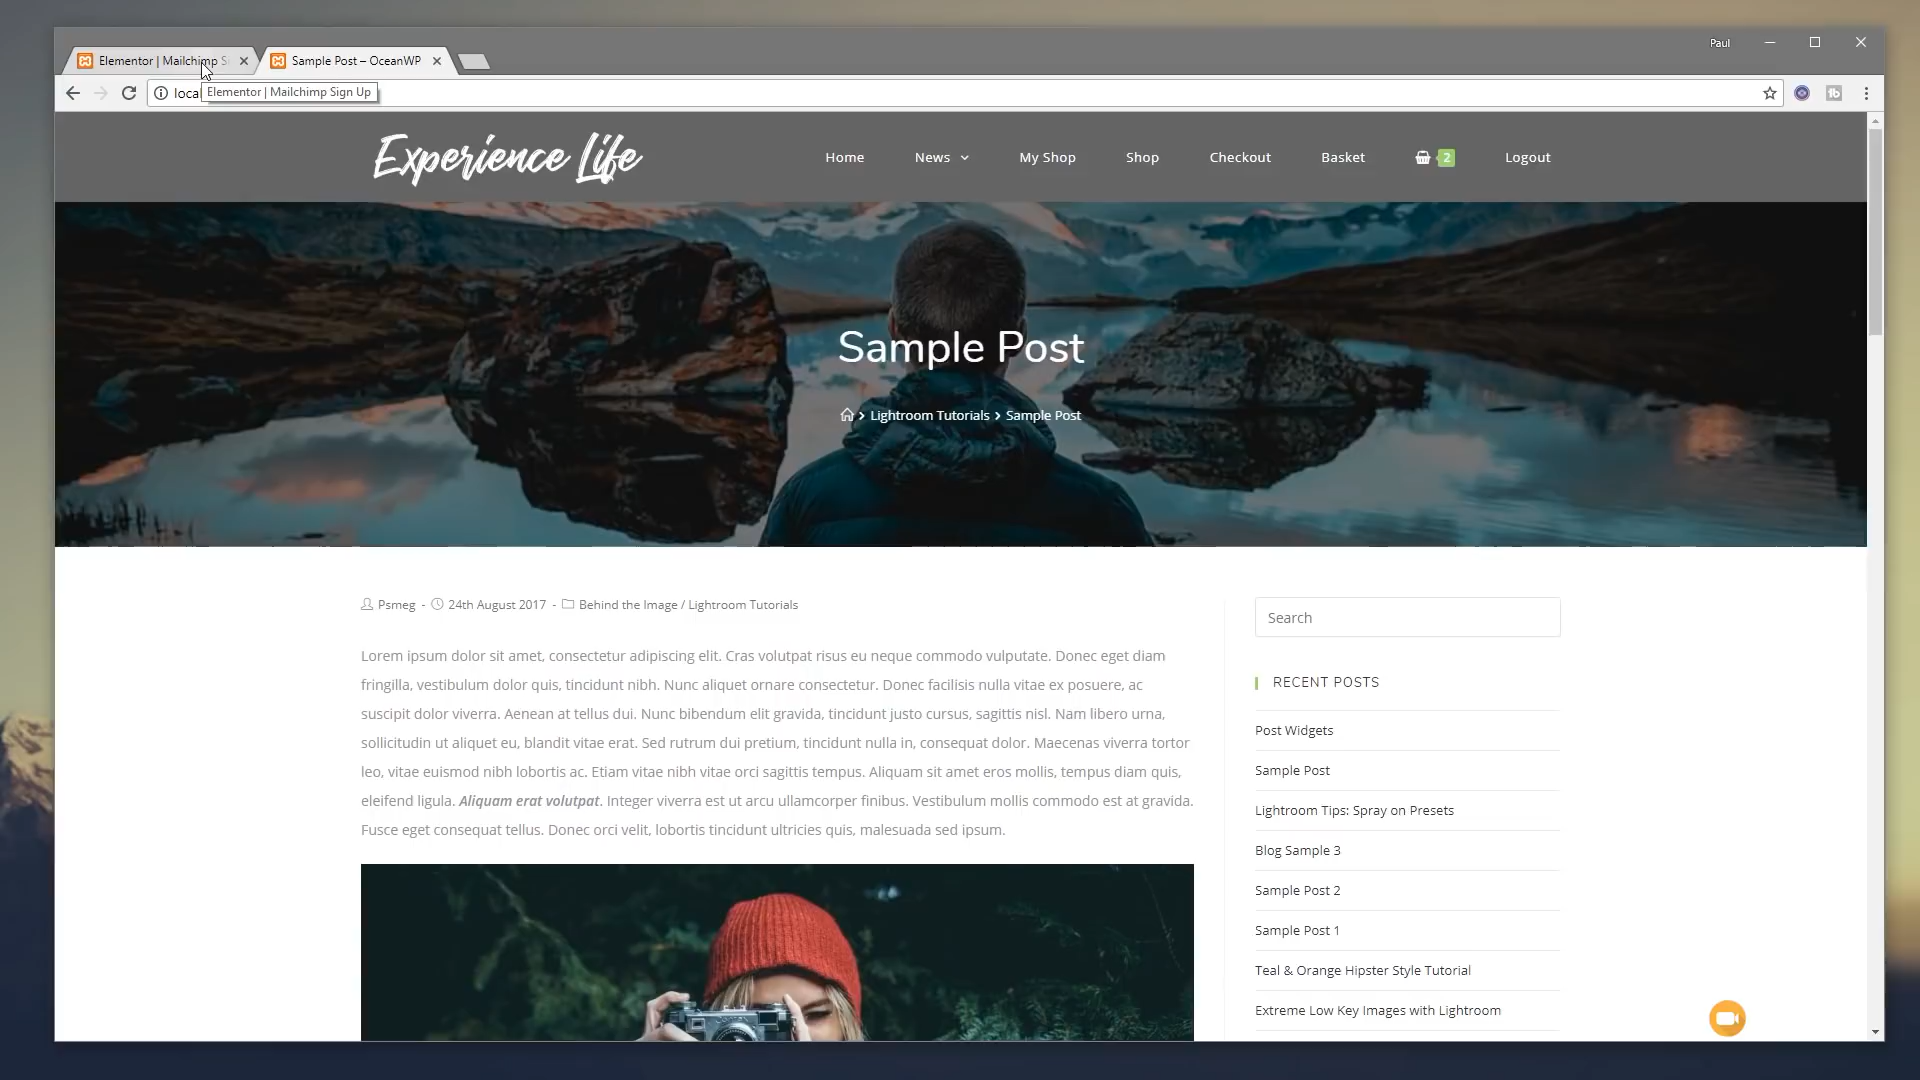 Paul
Elementor | Mailchimp S
Sample Post – OceanWP
loca
Elementor | Mailchimp Sign Up
Experience Life
Home
News
My Shop
Shop
Checkout
Basket
2
Logout
Sample Post
Lightroom Tutorials > Sample Post
Psmeg - 24th August 2017 - Behind the Image / Lightroom Tutorials
Lorem ipsum dolor sit amet, consectetur adipiscing elit. Cras volutpat risus eu neque commodo vulputate. Donec eget diam
fringilla, vestibulum dolor quis, tincidunt nibh. Nunc aliquet ornare consectetur. Donec facilisis nulla vitae ex posuere, ac
suscipit dolor viverra. Aenean at tellus dui. Nunc bibendum elit gravida, tincidunt justo cursus, sagittis nisl. Nam libero urna,
sollicitudin ut aliquet eu, blandit vitae erat. Sed rutrum dui pretium, tincidunt nulla in, consequat dolor. Maecenas viverra tortor
leo, vitae euismod nibh lobortis ac. Etiam vitae nibh vitae orci sagittis tempus. Aliquam sit amet eros mollis, tempus diam quis,
eleifend ligula. Aliquam erat volutpat. Integer viverra est ut arcu ullamcorper finibus. Vestibulum mollis commodo est at gravida.
Fusce eget consequat tellus. Donec orci velit, lobortis tincidunt ultricies quis, malesuada sed ipsum.
Search
RECENT POSTS
Post Widgets
Sample Post
Lightroom Tips: Spray on Presets
Blog Sample 3
Sample Post 2
Sample Post 1
Teal & Orange Hipster Style Tutorial
Extreme Low Key Images with Lightroom